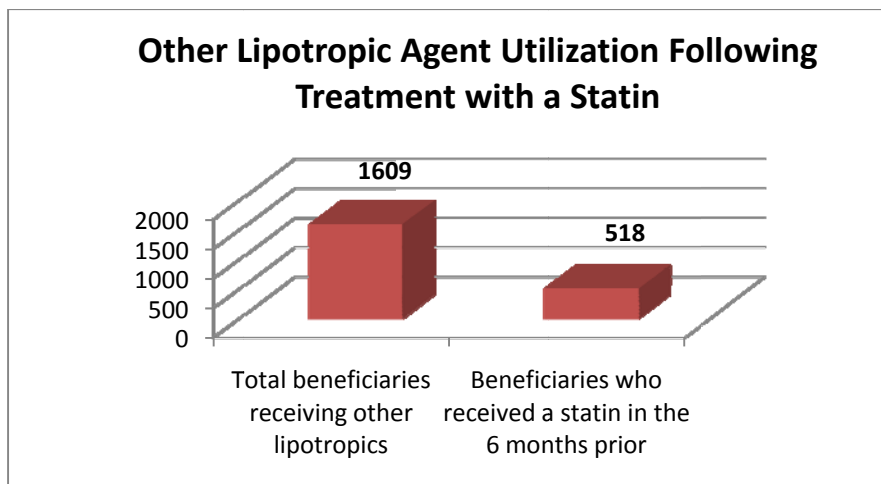 Other Lipotropic Agent Utilization Following
Treatment with a Statin
1609
518
2000
1500
1000
500
0
Total beneficiaries
receiving other
lipotropics
Beneficiaries who
received a statin in the
6 months prior